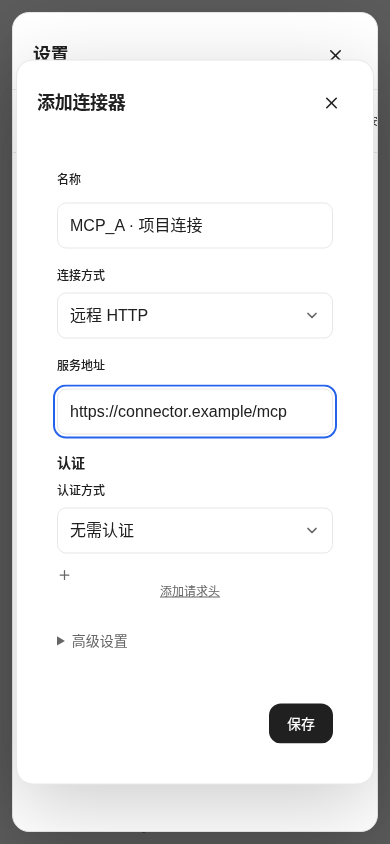 设置
添加连接器
名称
MCP_A · 项目连接
连接方式
远程 HTTP
服务地址
https://connector.example/mcp
认证
认证方式
无需认证
添加请求头
高级设置
保存